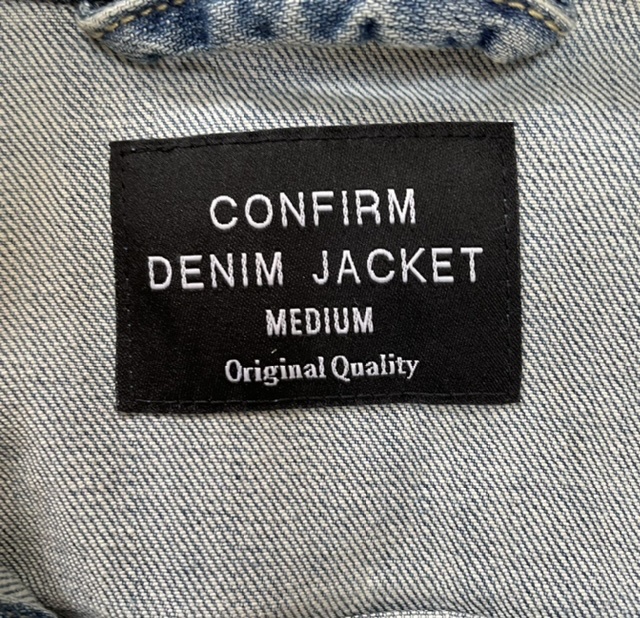 CONFIRM
DENIM JACKET
MEDIUM
Original Quality